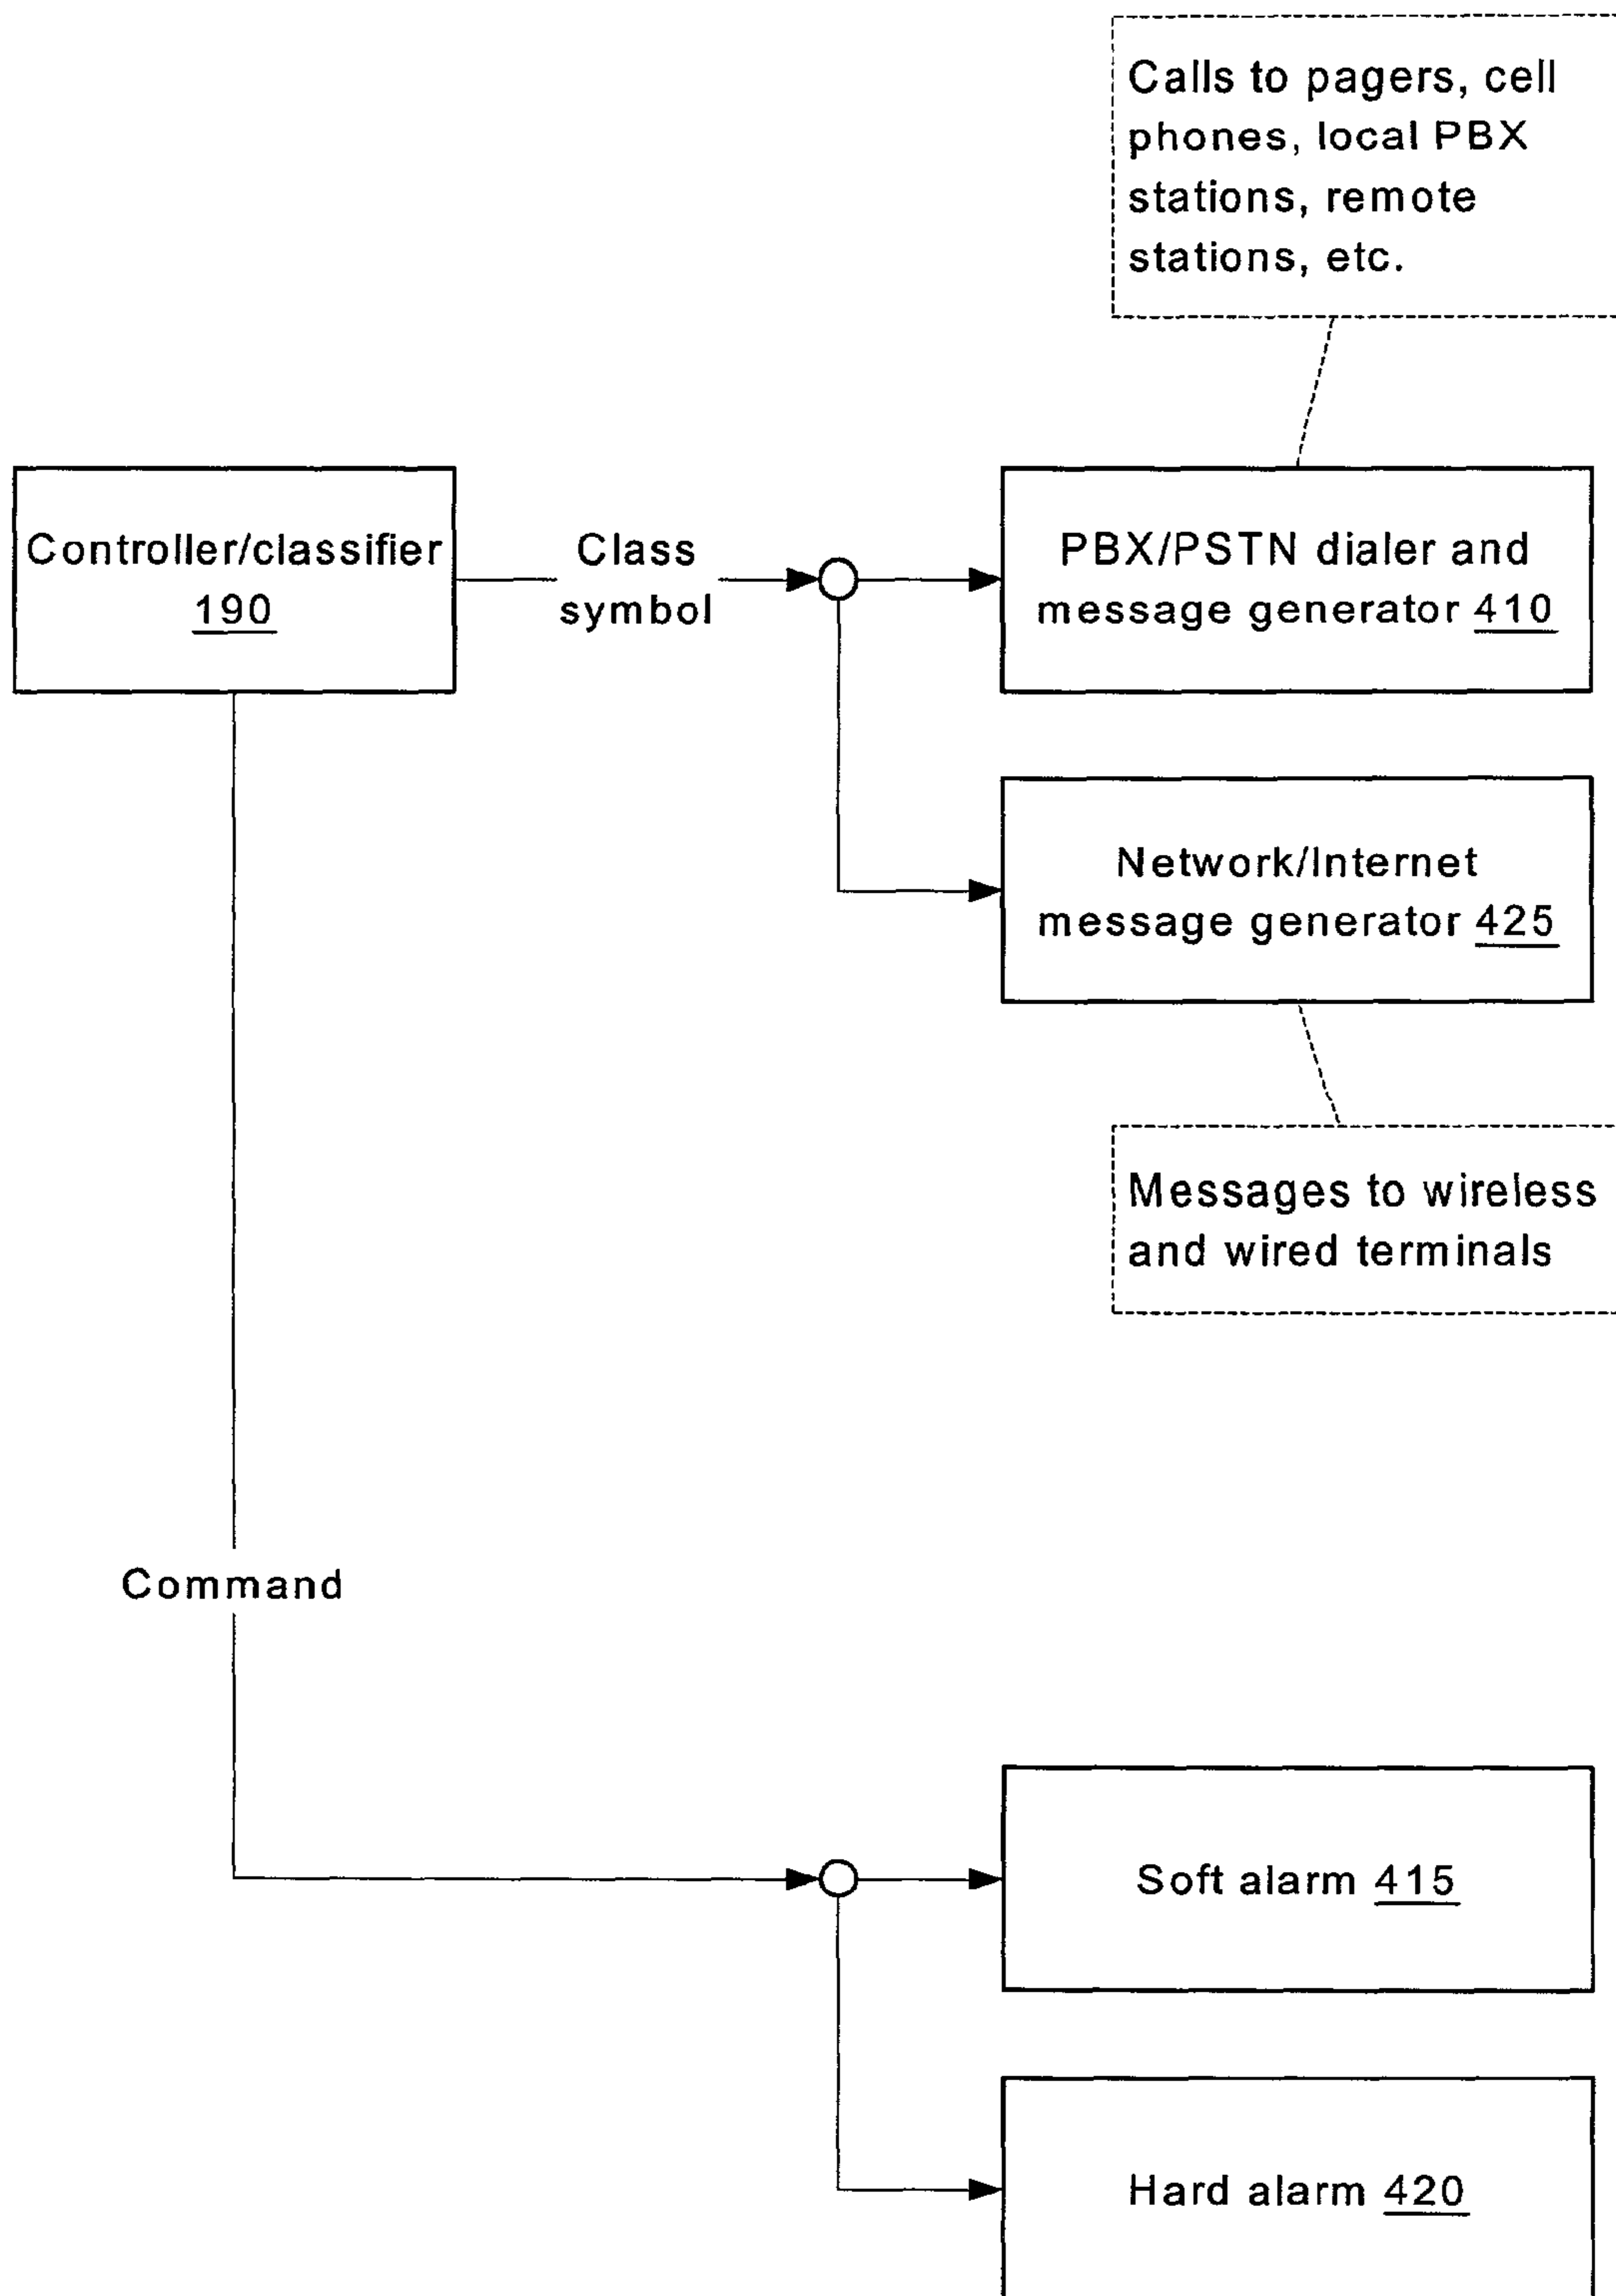 Calls to pagers, cell
phones, local PBX
stations, remote
stations, etc.
Controller/classifier
190
Class
symbol
PBX/PSTN dialer and
message generator 410
Network/Internet
message generator 425
Messages to wireless
and wired terminals
Command
Soft alarm 415
Hard alarm 420